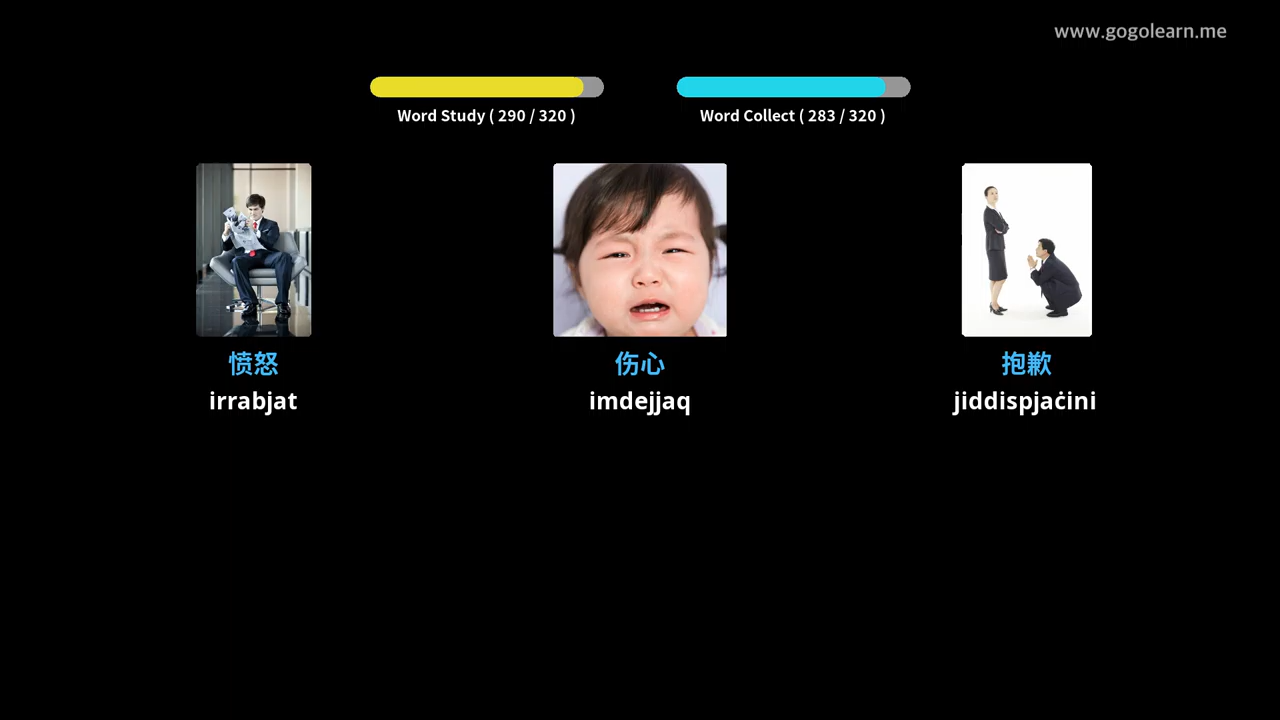 www.gogolearn.me
Word Study ( 290 / 320 )
Word Collect ( 283 / 320 )
愤怒
伤心
抱歉
irrabjat
imdejjaq
jiddispjaċini